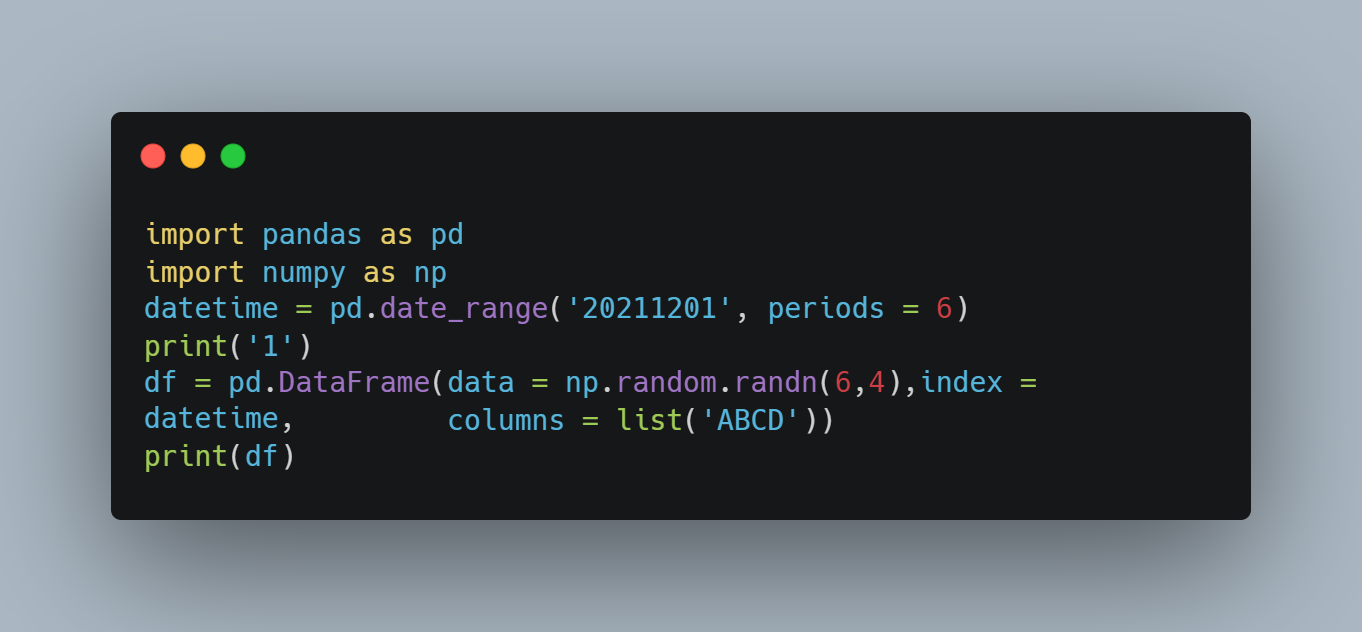 import pandas as pd
import numpy as np
datetime = pd.date_range('20211201', periods = 6)
print('1')
df = pd.DataFrame(data = np.random.randn(6,4),index =
datetime,         columns = list('ABCD'))
print(df)